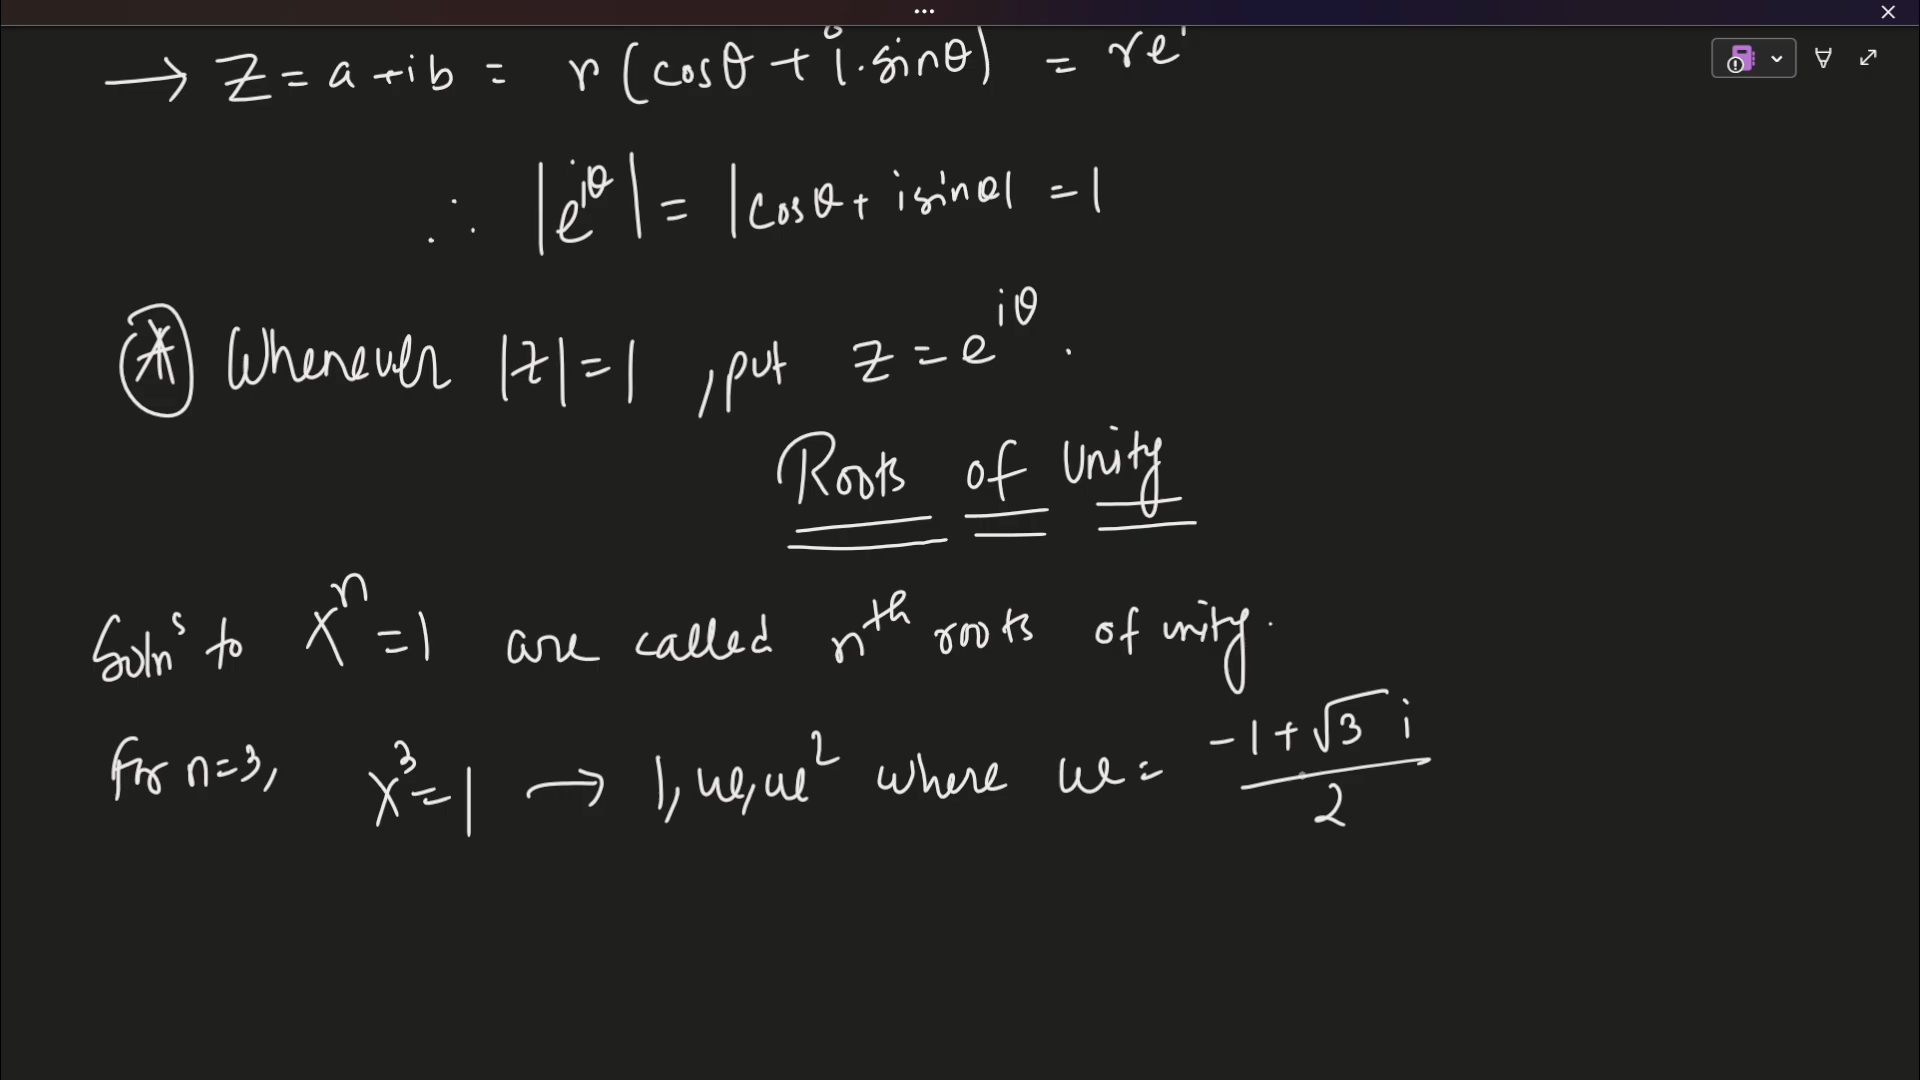 → Z = a + ib = r (cosθ + i·sinθ) = re^i
∴ |e^{iθ}| = |cosθ + isinθ| = 1
(*) Whenever |z| = 1, put z = e^{iθ}.
Roots of Unity
Soln^s to x^n = 1 are called n^th roots of unity.
for n=3, x^3 = 1 → 1, ω, ω^2 where ω = (-1 + √3 i)/2